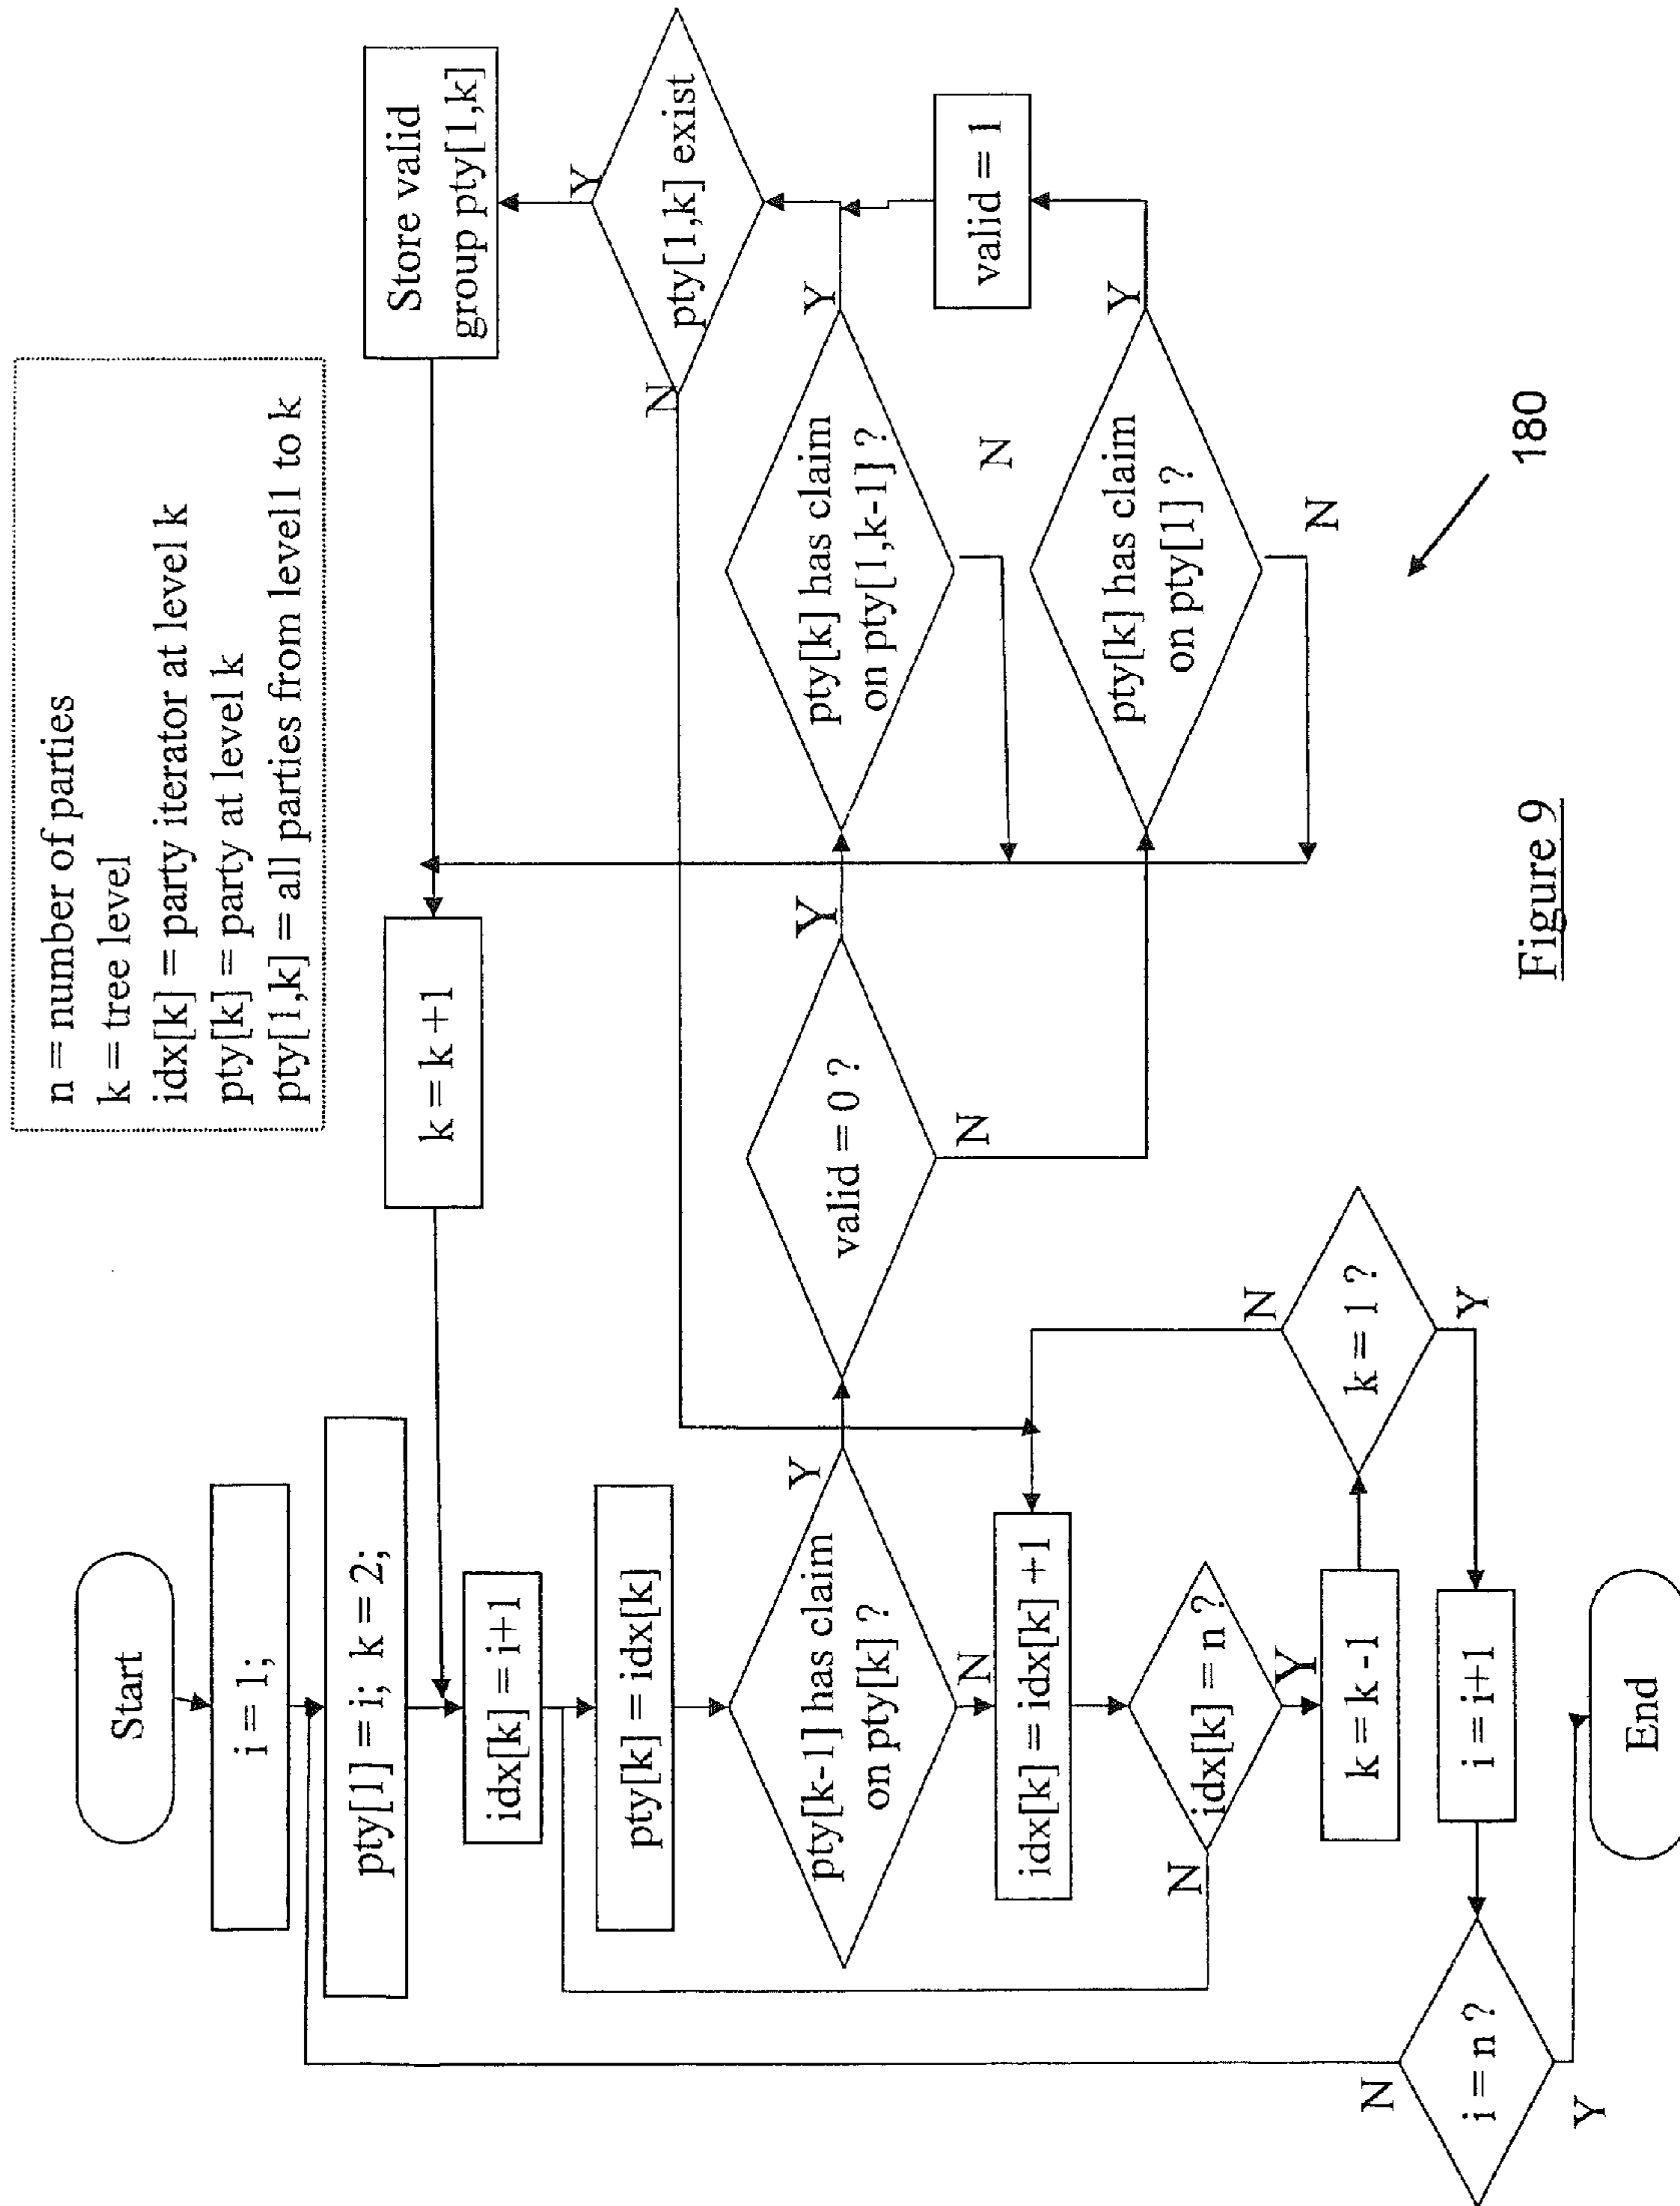 n = number of parties
k = tree level
idx[k] = party iterator at level k
pty[k] = party at level k
pty[1,k] = all parties from level1 to k
Start
i = 1;
pty[1] = i; k = 2;
idx[k] = i+1
pty[k] = idx[k]
pty[k-1] has claim
on pty[k] ?
Y
N
idx[k] = idx[k] +1
idx[k] = n ?
N
Y
k = k -1
k = 1 ?
N
Y
i = i+1
i = n ?
N
Y
End
k = k +1
valid = 0 ?
Y
N
pty[k] has claim
on pty[1,k-1] ?
Y
N
pty[k] has claim
on pty[1] ?
Y
N
valid = 1
pty[1,k] exist
Y
N
Store valid
group pty[1,k]
180
Figure 9